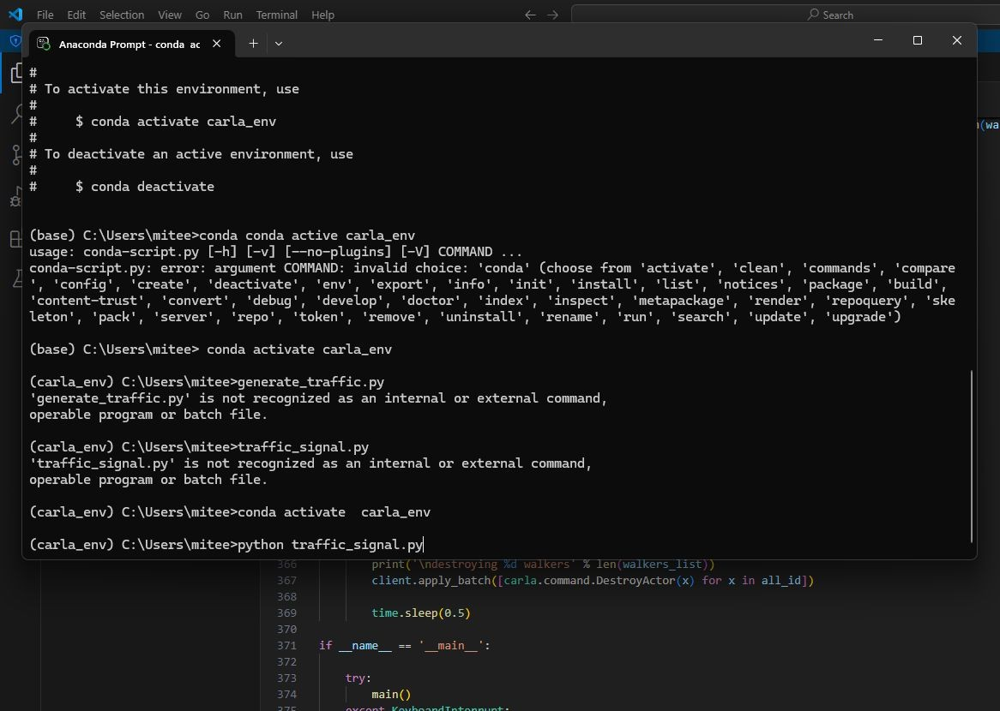 File Edit Selection View Go Run Terminal Help Search
Anaconda Prompt - conda ac
#
# To activate this environment, use
#
#     $ conda activate carla_env
#
# To deactivate an active environment, use
#
#     $ conda deactivate
(base) C:\Users\mitee>conda conda active carla_env
usage: conda-script.py [-h] [-v] [--no-plugins] [-V] COMMAND ...
conda-script.py: error: argument COMMAND: invalid choice: 'conda' (choose from 'activate', 'clean', 'commands', 'compare
', 'config', 'create', 'deactivate', 'env', 'export', 'info', 'init', 'install', 'list', 'notices', 'package', 'build',
'content-trust', 'convert', 'debug', 'develop', 'doctor', 'index', 'inspect', 'metapackage', 'render', 'repoquery', 'ske
leton', 'pack', 'server', 'repo', 'token', 'remove', 'uninstall', 'rename', 'run', 'search', 'update', 'upgrade')
(base) C:\Users\mitee> conda activate carla_env
(carla_env) C:\Users\mitee>generate_traffic.py
'generate_traffic.py' is not recognized as an internal or external command,
operable program or batch file.
(carla_env) C:\Users\mitee>traffic_signal.py
'traffic_signal.py' is not recognized as an internal or external command,
operable program or batch file.
(carla_env) C:\Users\mitee>conda activate  carla_env
(carla_env) C:\Users\mitee>python traffic_signal.py
366 print('\ndestroying %d walkers' % len(walkers_list))
367 client.apply_batch([carla.command.DestroyActor(x) for x in all_id])
368
369 time.sleep(0.5)
370
371 if __name__ == '__main__':
372
373 try:
374 main()
375 except KeyboardInterrupt: